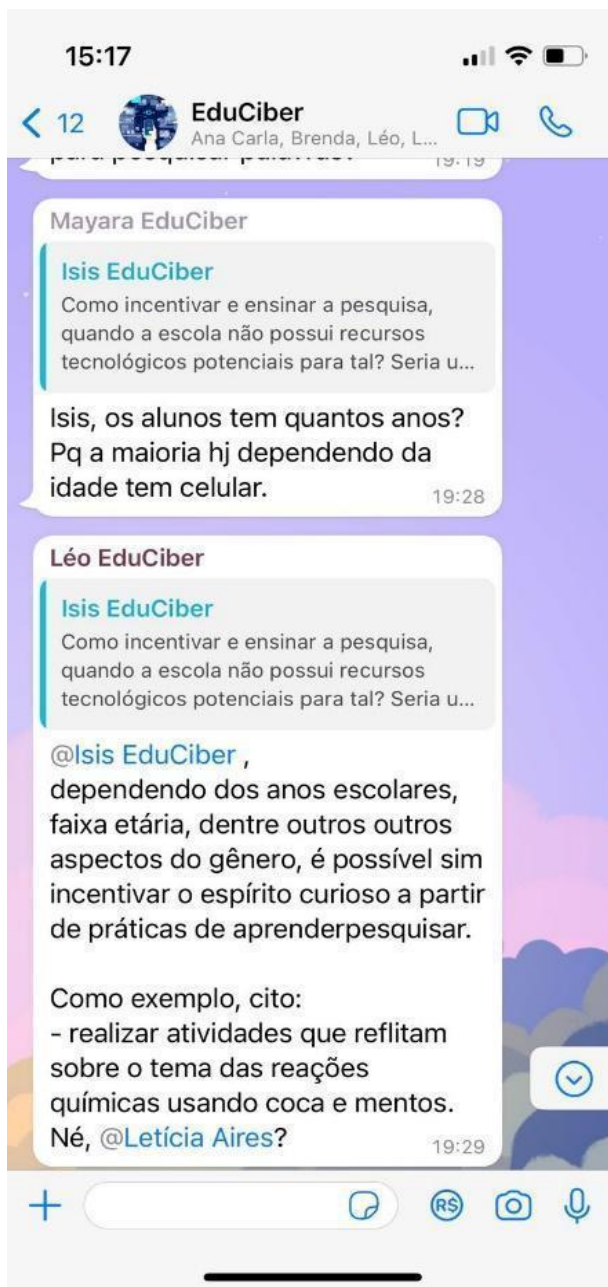 15:17
12
EduCiber
Ana Carla, Brenda, Léo, L...
para pesquisar palavras?
19:19
Mayara EduCiber
Isis EduCiber
Como incentivar e ensinar a pesquisa,
quando a escola não possui recursos
tecnológicos potenciais para tal? Seria u...
Isis, os alunos tem quantos anos?
Pq a maioria hj dependendo da
idade tem celular.
19:28
Léo EduCiber
Isis EduCiber
Como incentivar e ensinar a pesquisa,
quando a escola não possui recursos
tecnológicos potenciais para tal? Seria u...
@Isis EduCiber ,
dependendo dos anos escolares,
faixa etária, dentre outros outros
aspectos do gênero, é possível sim
incentivar o espírito curioso a partir
de práticas de aprenderpesquisar.
Como exemplo, cito:
- realizar atividades que reflitam
sobre o tema das reações
químicas usando coca e mentos.
Né, @Letícia Aires?
19:29
R$